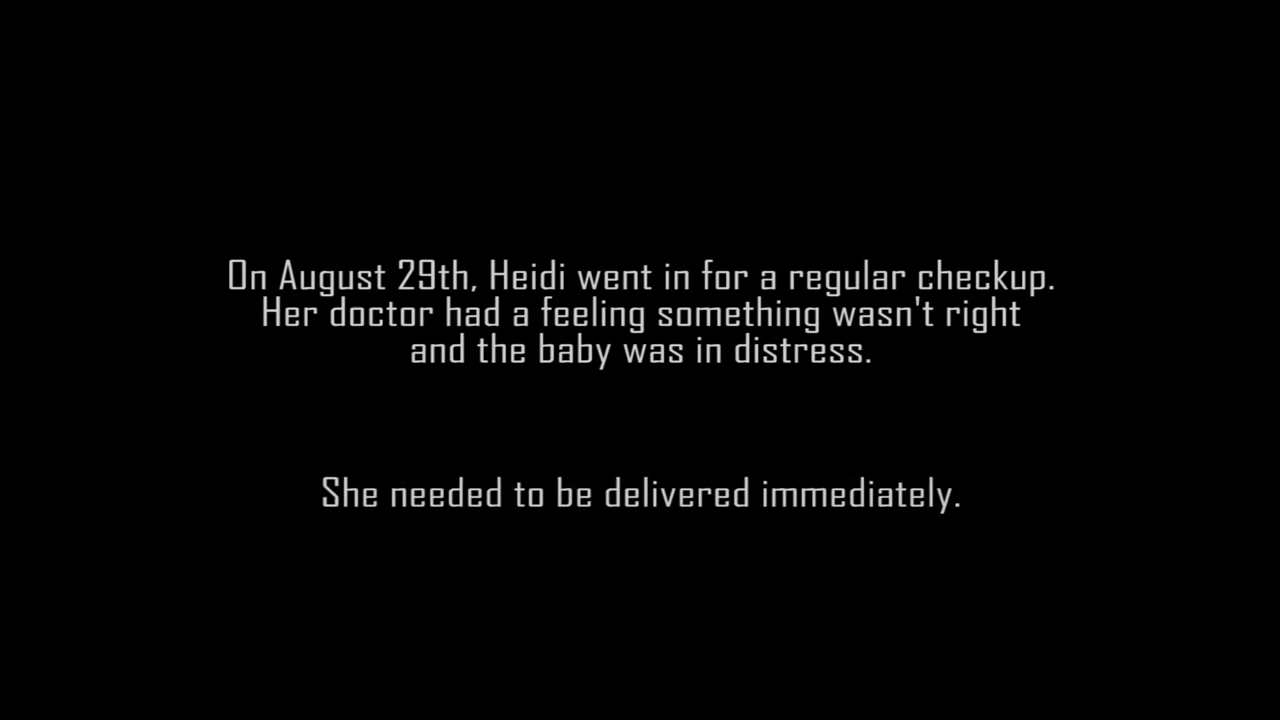 On August 29th, Heidi went in for a regular checkup.
Her doctor had a feeling something wasn't right
and the baby was in distress.
She needed to be delivered immediately.